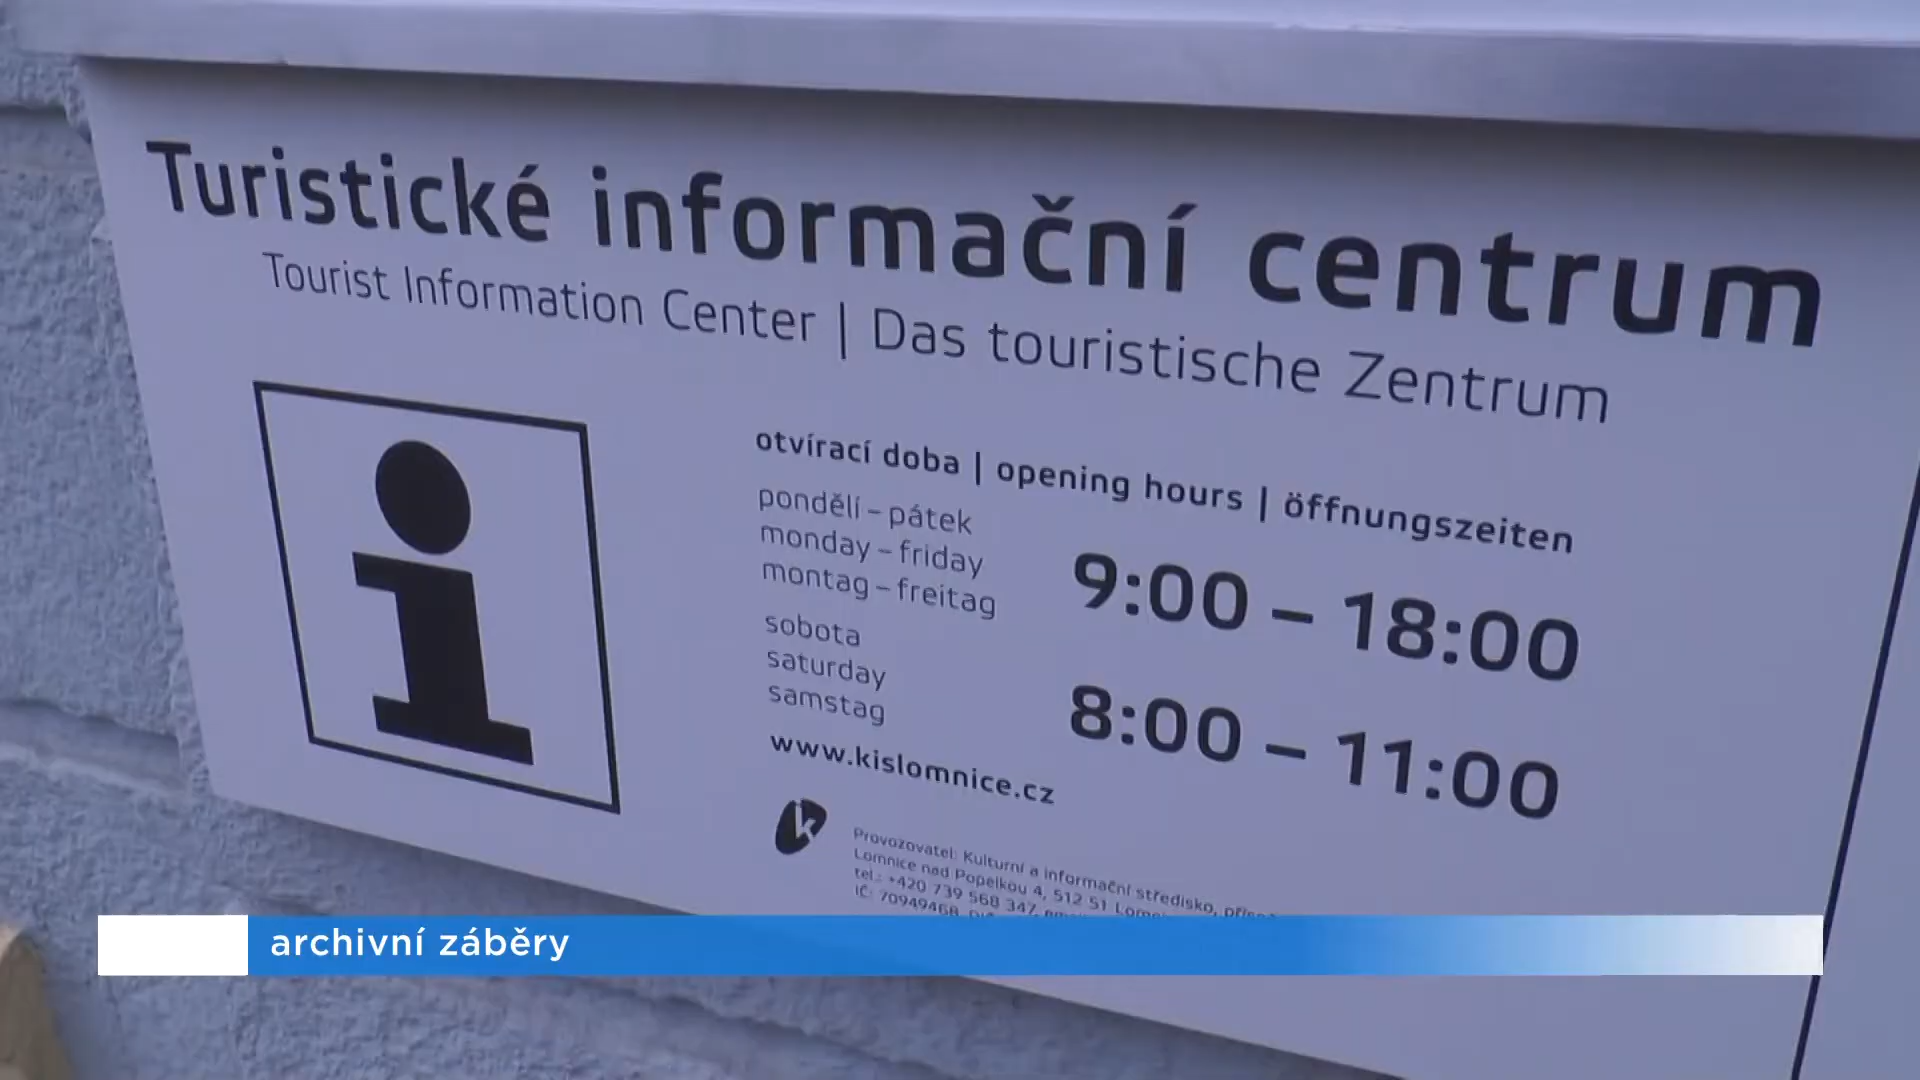 Turistické informační centrum
Tourist Information Center | Das touristische Zentrum
otvírací doba | opening hours | öffnungszeiten
pondělí – pátek
monday – friday
montag – freitag
9:00 – 18:00
sobota
saturday
samstag
8:00 – 11:00
www.kislomnice.cz
Provozovatel: Kulturní a informační středisko,
Lomnice nad Popelkou 4, 512 51
tel.: +420 739 568 347,
IČ: 70949468,
archivní záběry